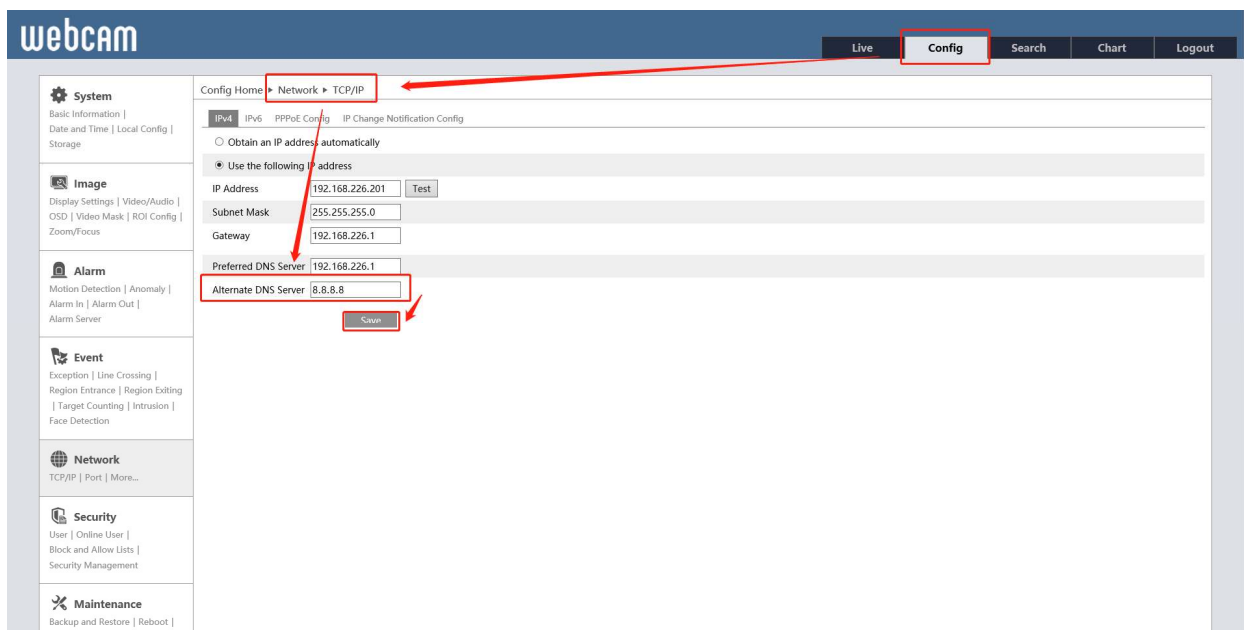 webcam
Live Config Search Chart Logout
Config Home ▸ Network ▸ TCP/IP
IPv4 IPv6 PPPoE Config IP Change Notification Config
Obtain an IP address automatically
Use the following IP address
IP Address 192.168.226.201 Test
Subnet Mask 255.255.255.0
Gateway 192.168.226.1
Preferred DNS Server 192.168.226.1
Alternate DNS Server 8.8.8.8
Save
System
Basic Information |
Date and Time | Local Config |
Storage
Image
Display Settings | Video/Audio |
OSD | Video Mask | ROI Config |
Zoom/Focus
Alarm
Motion Detection | Anomaly |
Alarm In | Alarm Out |
Alarm Server
Event
Exception | Line Crossing |
Region Entrance | Region Exiting
| Target Counting | Intrusion |
Face Detection
Network
TCP/IP | Port | More...
Security
User | Online User |
Block and Allow Lists |
Security Management
Maintenance
Backup and Restore | Reboot |